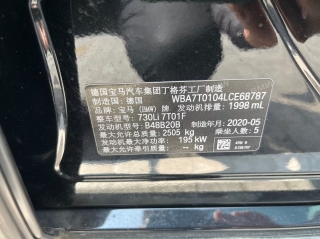 德国宝马汽车集团丁格芬工厂制造
制造国：德国 WBA7T0104LCE68787
品牌：宝马 (BMW) 牌 发动机排量：1998 mL
整车型号：730Li 7T01F
发动机型号：B48B20B 制造年月：2020-05
最大允许总质量：2505 kg 乘坐人数：5
发动机最大净功率：195 kW
最大允许牵引质量：-- kg